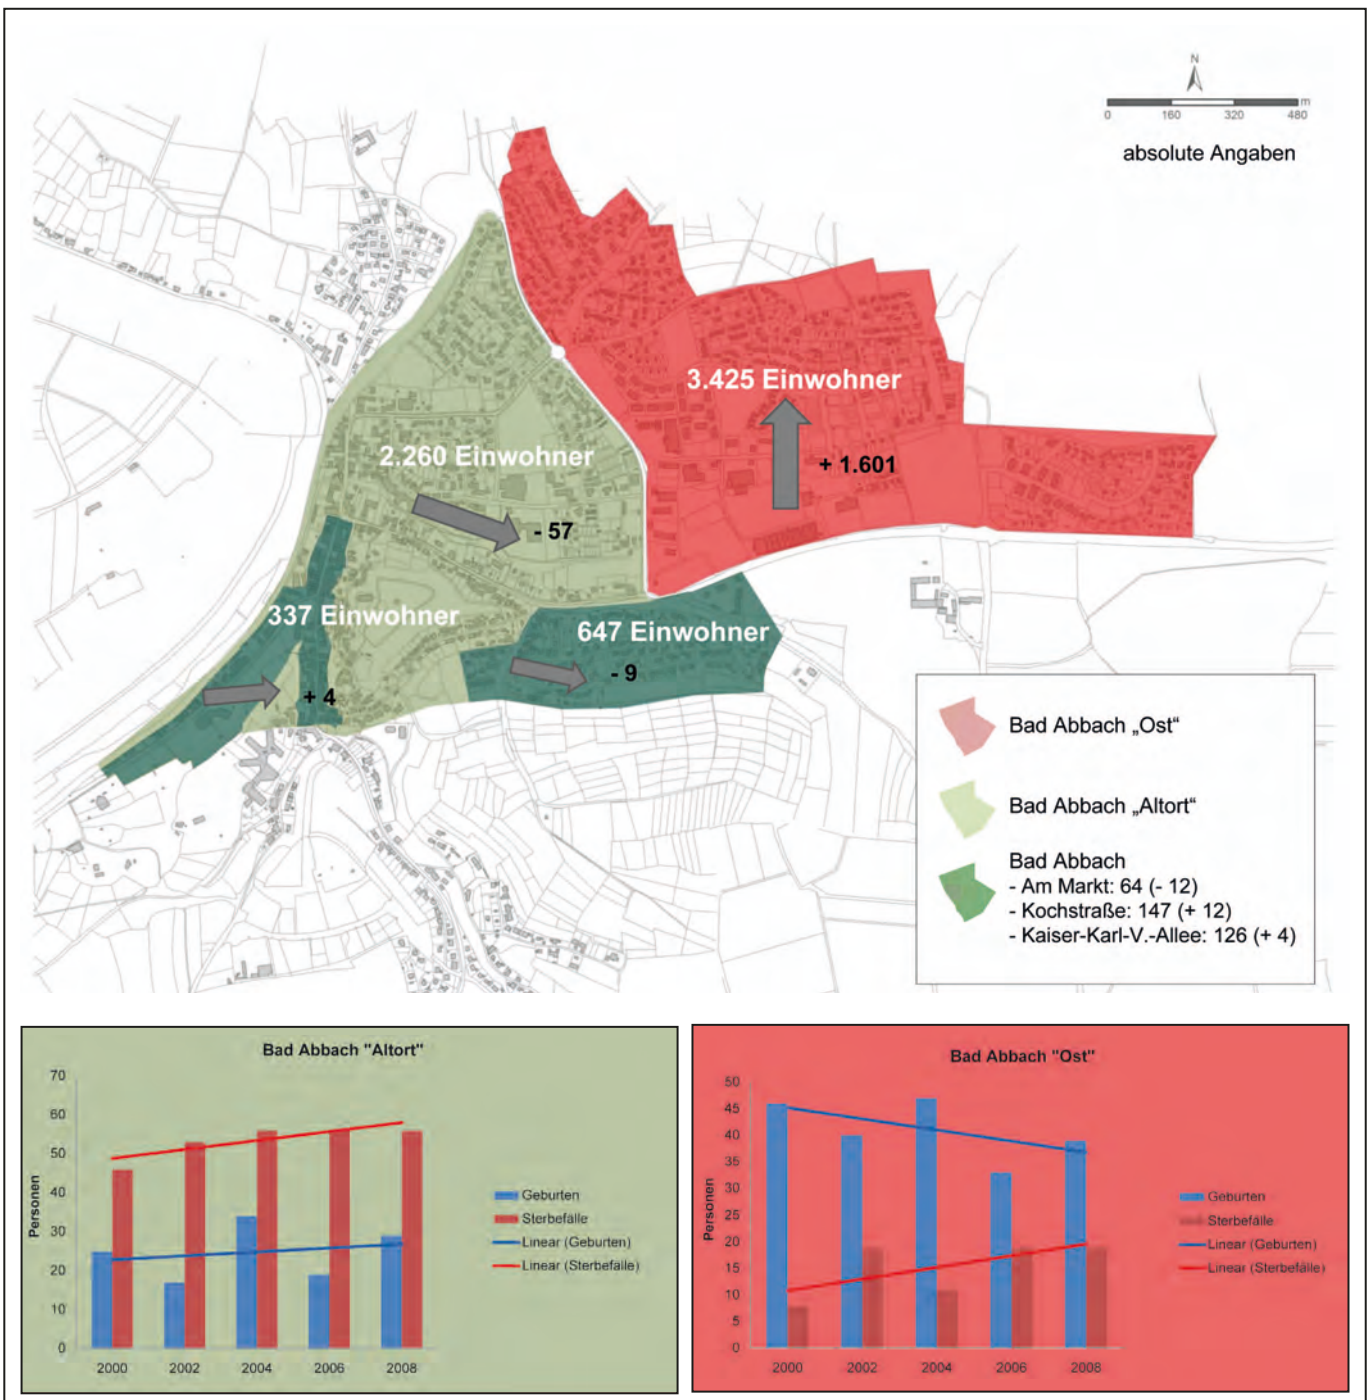 N
m
0 160 320 480
absolute Angaben
3.425 Einwohner
+ 1.601
2.260 Einwohner
- 57
337 Einwohner
+ 4
647 Einwohner
- 9
Bad Abbach „Ost“
Bad Abbach „Altort“
Bad Abbach
- Am Markt: 64 (- 12)
- Kochstraße: 147 (+ 12)
- Kaiser-Karl-V.-Allee: 126 (+ 4)
Bad Abbach "Altort"
Personen
70
60
50
40
30
20
10
0
2000 2002 2004 2006 2008
Geburten
Sterbefälle
Linear (Geburten)
Linear (Sterbefälle)
Bad Abbach "Ost"
Personen
50
45
40
35
30
25
20
15
10
5
0
2000 2002 2004 2006 2008
Geburten
Sterbefälle
Linear (Geburten)
Linear (Sterbefälle)